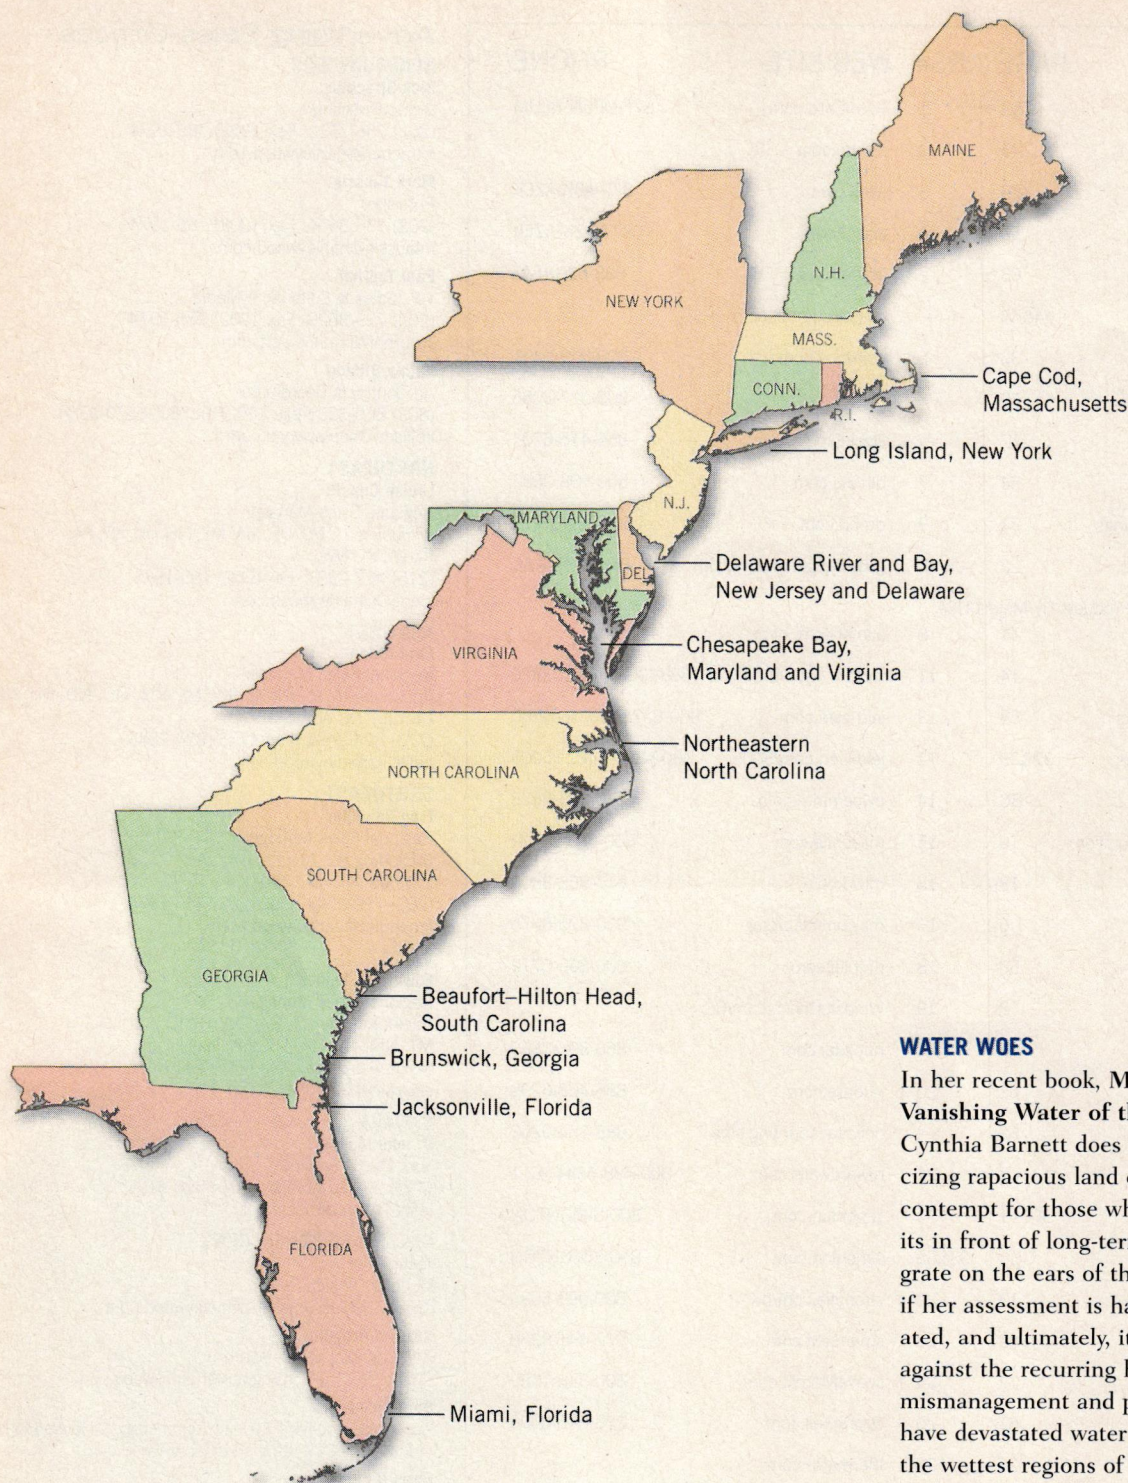 MAINE
N.H.
NEW YORK
MASS.
CONN.
R.I.
Cape Cod,
Massachusetts
Long Island, New York
N.J.
MARYLAND
DEL.
Delaware River and Bay,
New Jersey and Delaware
VIRGINIA
Chesapeake Bay,
Maryland and Virginia
Northeastern
North Carolina
NORTH CAROLINA
SOUTH CAROLINA
GEORGIA
Beaufort–Hilton Head,
South Carolina
Brunswick, Georgia
Jacksonville, Florida
FLORIDA
Miami, Florida
WATER WOES
In her recent book, M
Vanishing Water of th
Cynthia Barnett does
cizing rapacious land
contempt for those wh
its in front of long-ter
grate on the ears of th
if her assessment is ha
ated, and ultimately, it
against the recurring
mismanagement and p
have devastated water
the wettest regions of